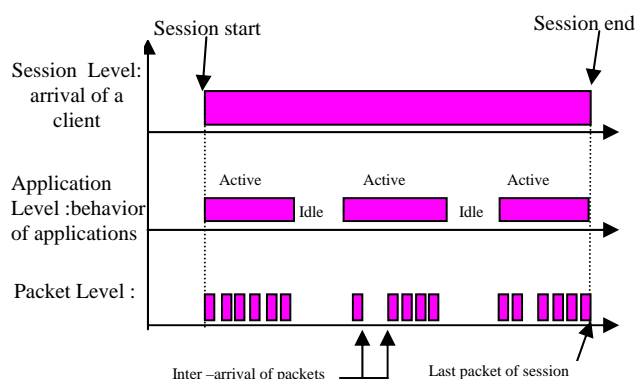 Session start
Session end
Session Level:
arrival of a
client
Active
Active
Active
Application
Level :behavior
of applications
Idle
Idle
Packet Level :
Inter –arrival of packets
Last packet of session